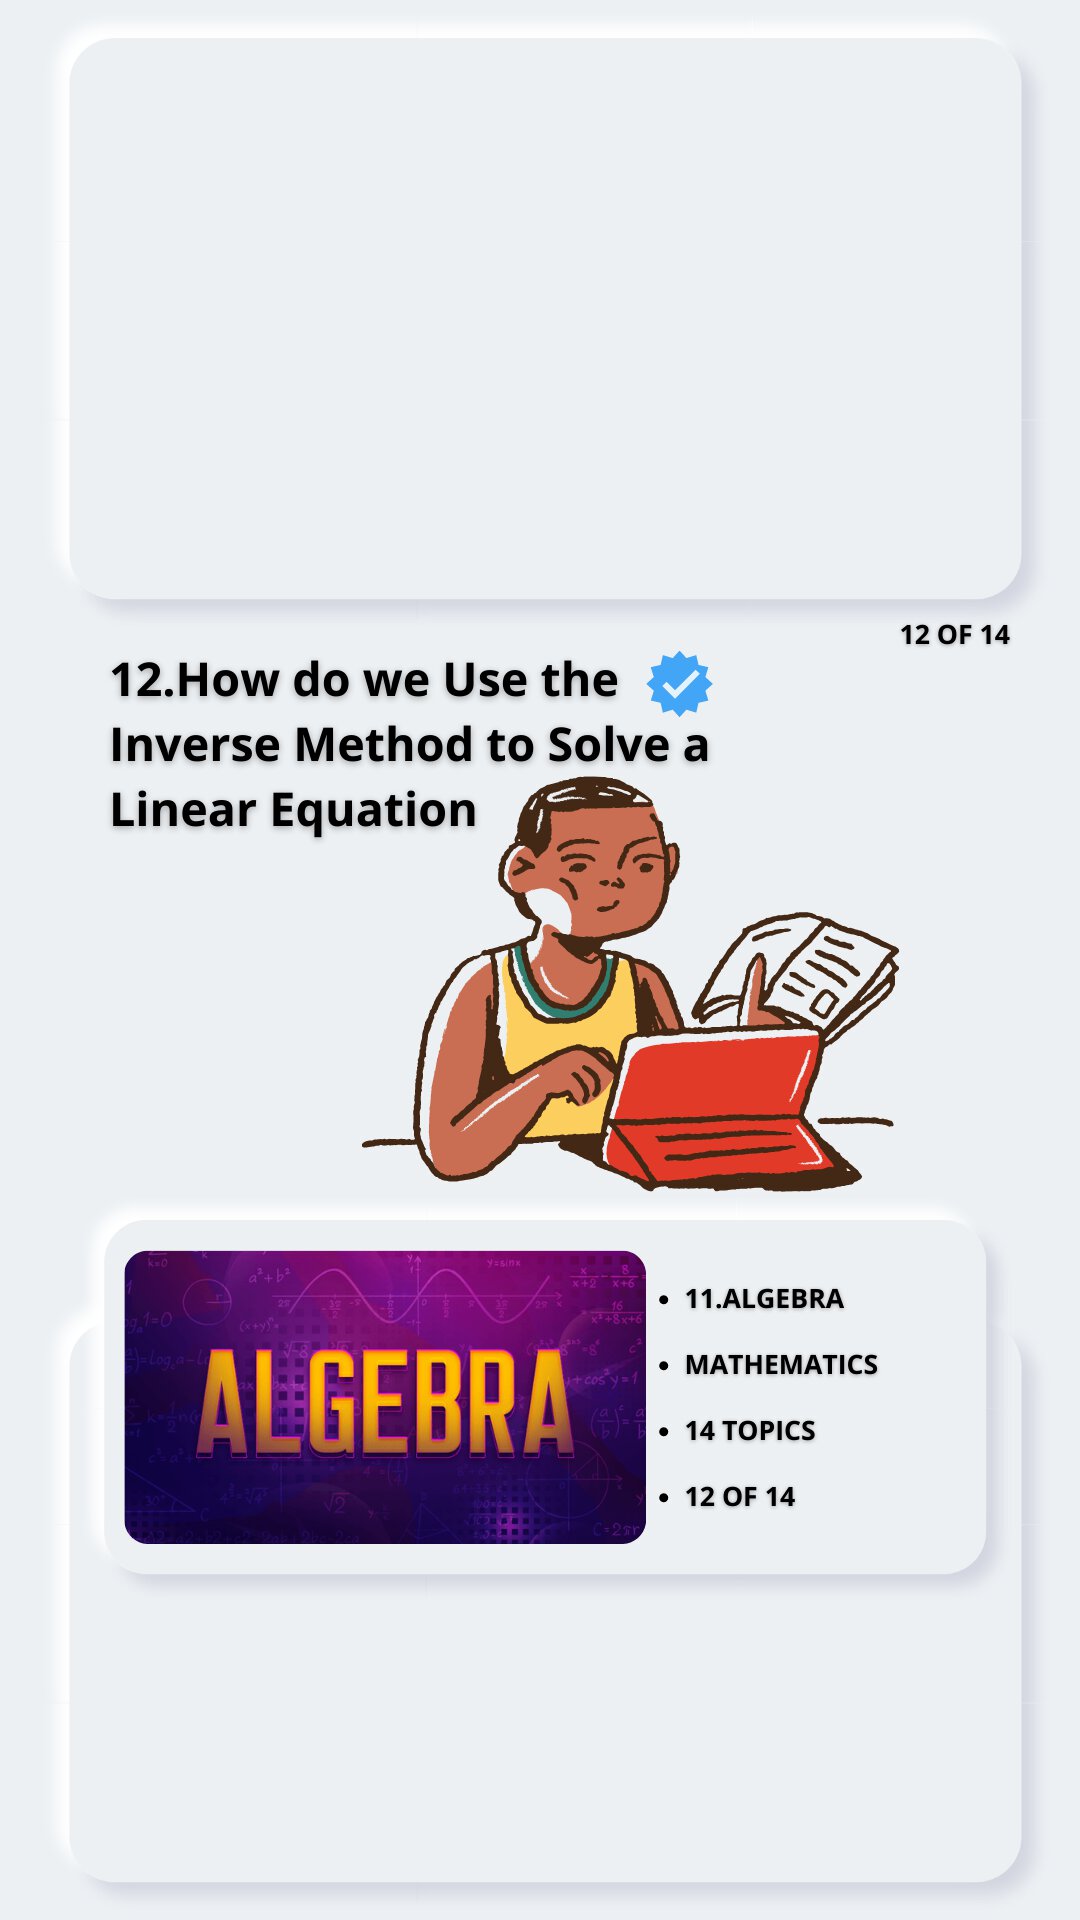 12 OF 14
12.How do we Use the
Inverse Method to Solve a
Linear Equation
ALGEBRA
11.ALGEBRA
MATHEMATICS
14 TOPICS
12 OF 14